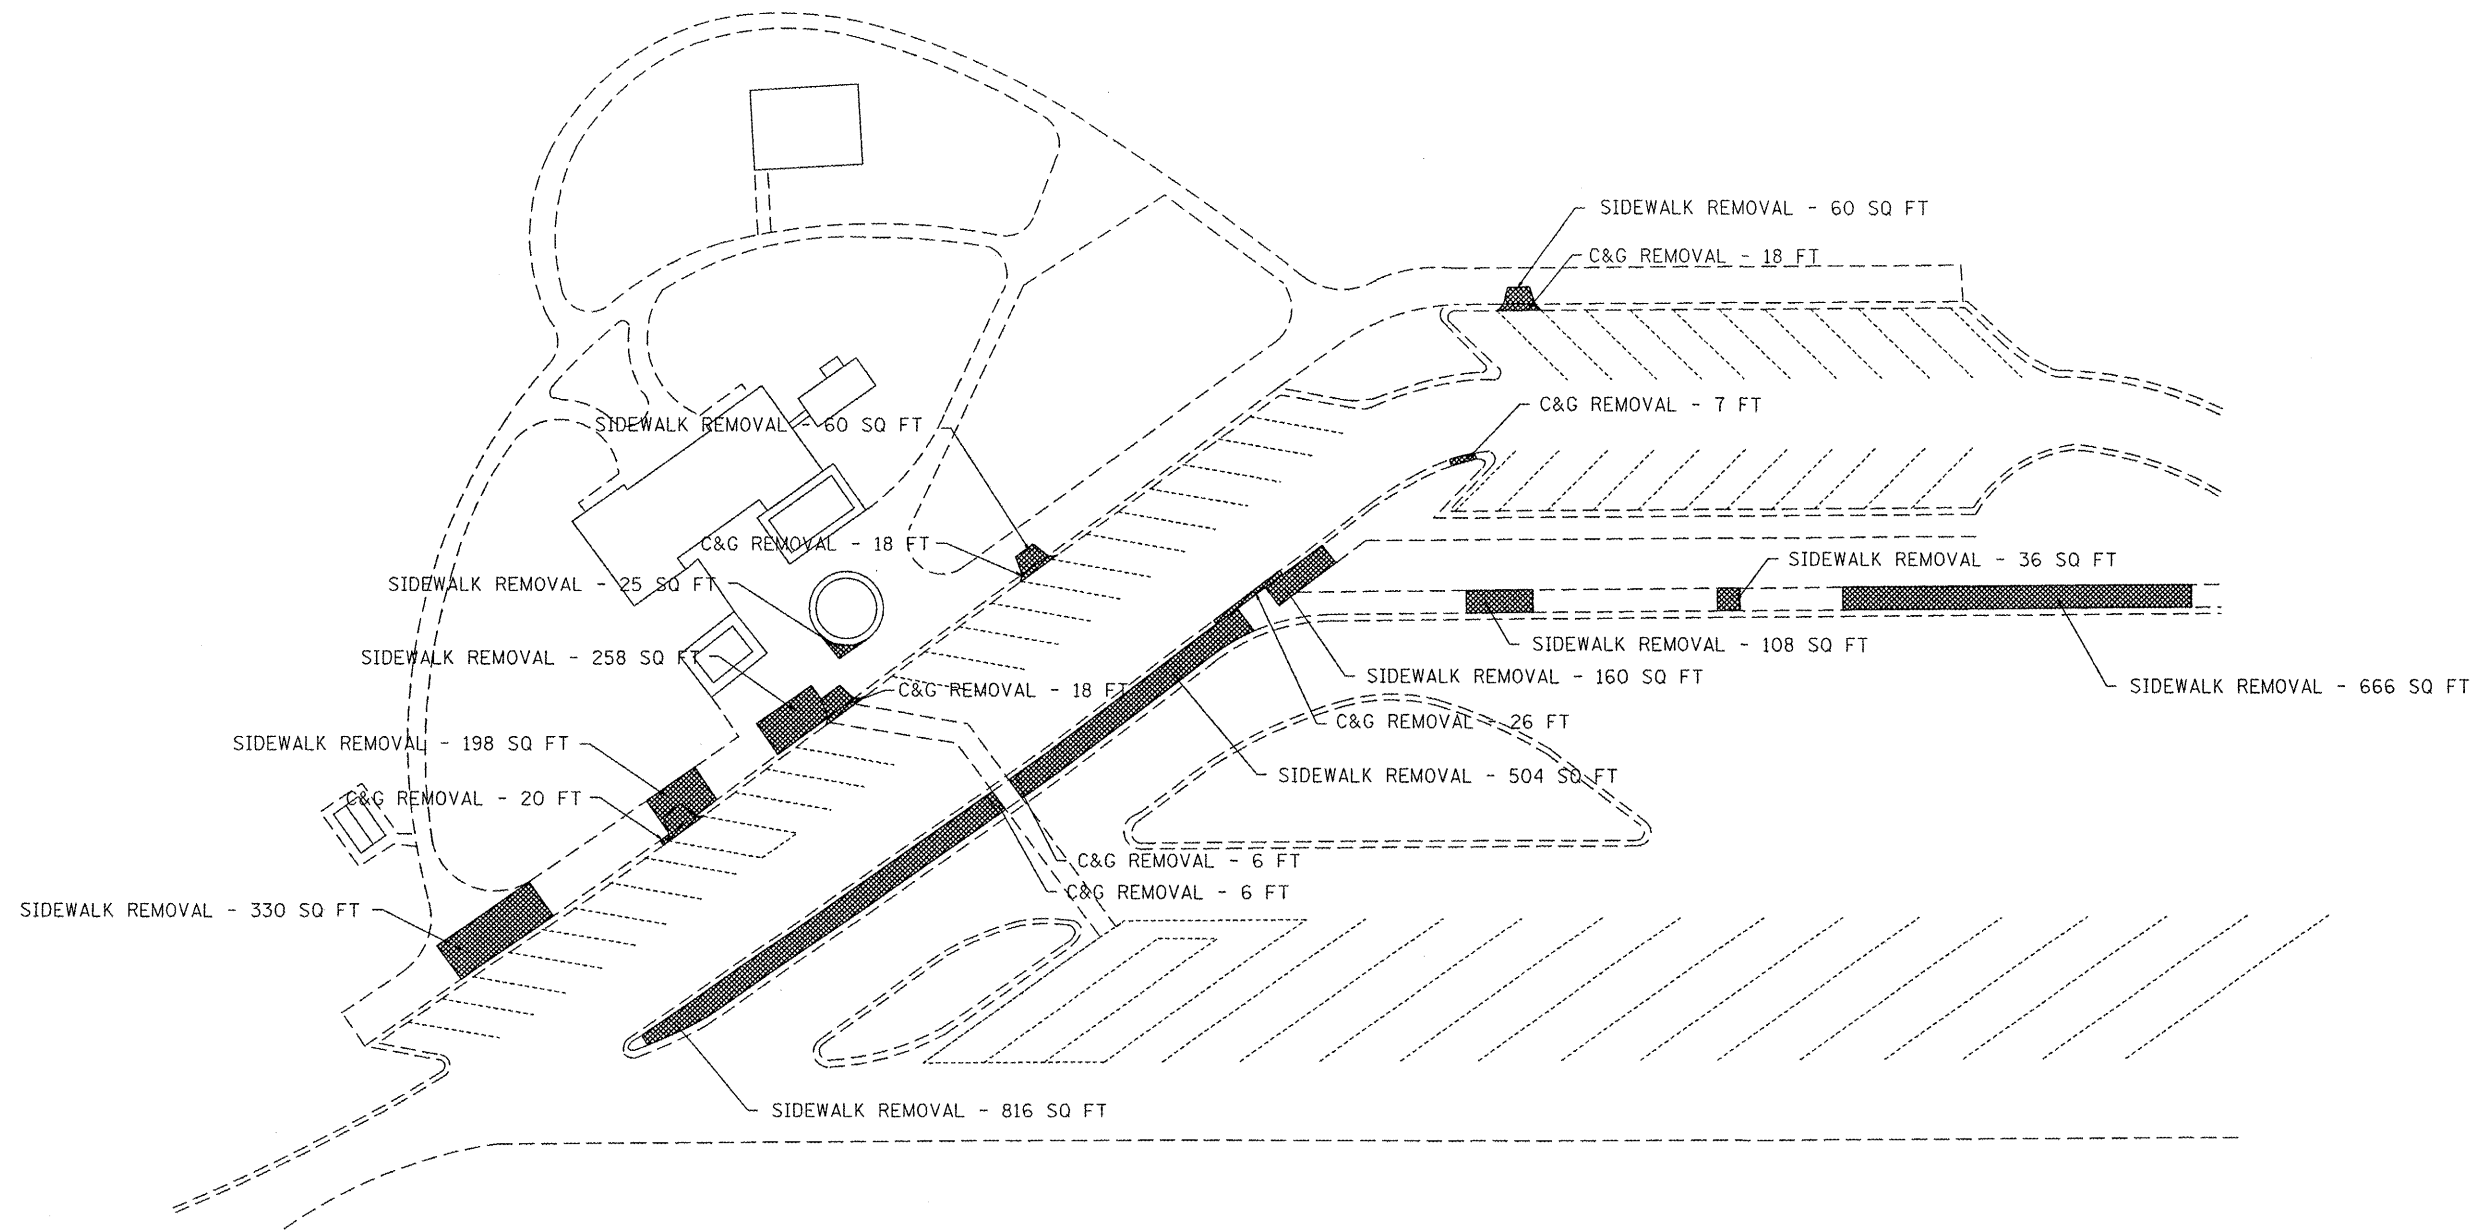 SIDEWALK REMOVAL - 60 SQ FT
C&G REMOVAL - 18 FT
C&G REMOVAL - 7 FT
SIDEWALK REMOVAL - 60 SQ FT
C&G REMOVAL - 18 FT
SIDEWALK REMOVAL - 36 SQ FT
SIDEWALK REMOVAL - 25 SQ FT
SIDEWALK REMOVAL - 108 SQ FT
SIDEWALK REMOVAL - 258 SQ FT
SIDEWALK REMOVAL - 160 SQ FT
SIDEWALK REMOVAL - 666 SQ FT
C&G REMOVAL - 18 FT
C&G REMOVAL - 26 FT
SIDEWALK REMOVAL - 198 SQ FT
SIDEWALK REMOVAL - 504 SQ FT
C&G REMOVAL - 20 FT
C&G REMOVAL - 6 FT
C&G REMOVAL - 6 FT
SIDEWALK REMOVAL - 330 SQ FT
SIDEWALK REMOVAL - 816 SQ FT